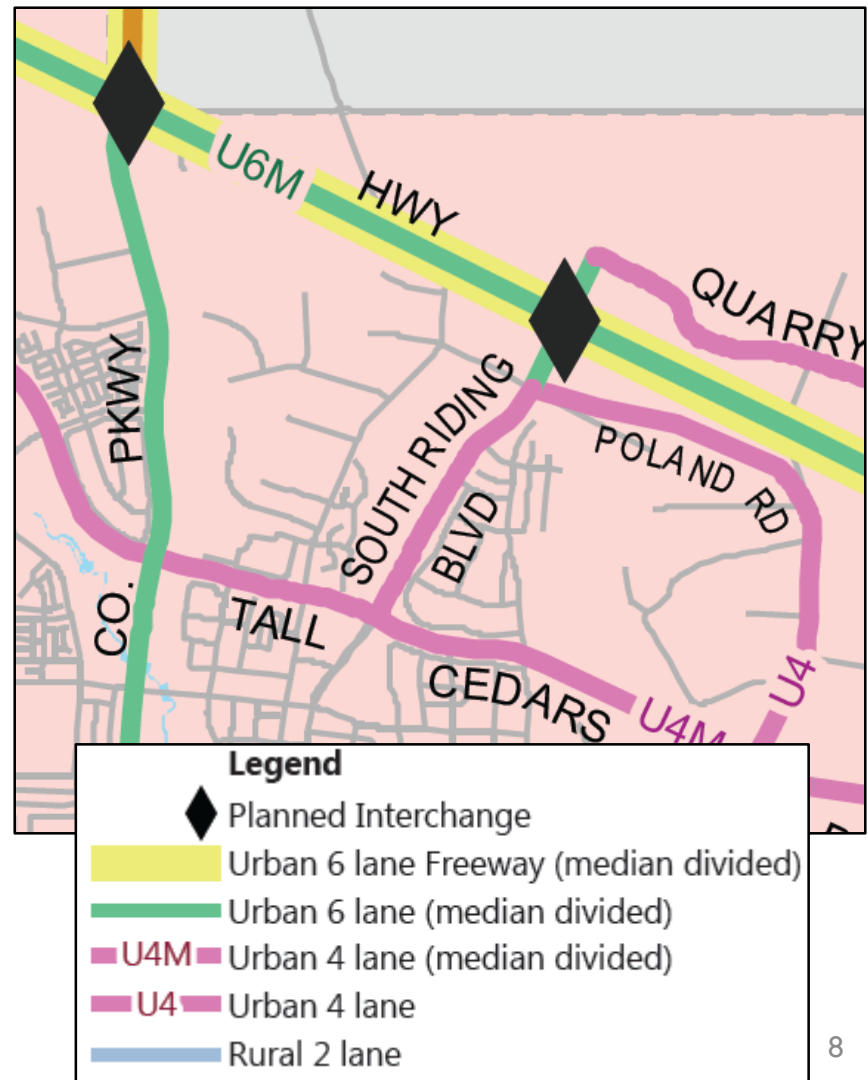 U6M
HWY
QUARRY
PKWY
SOUTH RIDING
BLVD
POLAND RD
CO.
TALL
CEDARS
U4M
U4
Legend
Planned Interchange
Urban 6 lane Freeway (median divided)
Urban 6 lane (median divided)
U4M Urban 4 lane (median divided)
U4 Urban 4 lane
Rural 2 lane
8